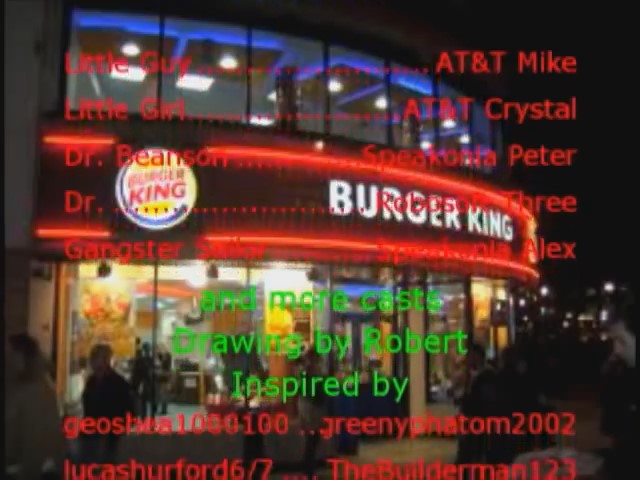 Little Guy .......................... AT&T Mike
Little Girl........................ AT&T Crystal
Dr. Beanson .............. Speakonia Peter
BURGER KING
Dr. ............................ Robosoft Three
BURGER KING
Gangster Sailor ............ Speakonia Alex
and more casts
Drawing by Robert
Inspired by
geoshea1000100 ...greenyphatom2002
lucashurford6/7 .... TheBuilderman123